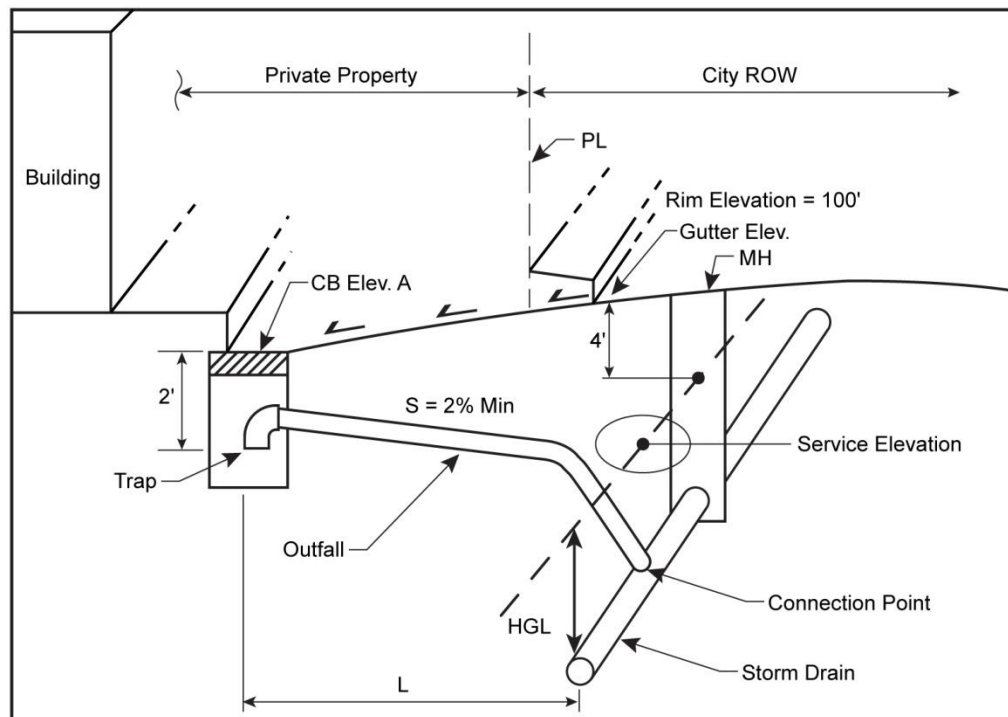 Private Property
City ROW
PL
Building
Rim Elevation = 100'
Gutter Elev.
MH
CB Elev. A
4'
2'
S = 2% Min
Service Elevation
Trap
Outfall
Connection Point
HGL
Storm Drain
L